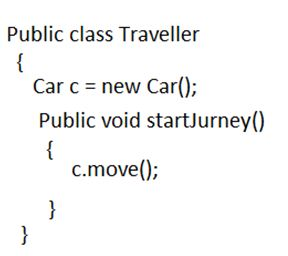 Public class Traveller
{
Car c = new Car();
Public void startJurney()
{
c.move();
}
}